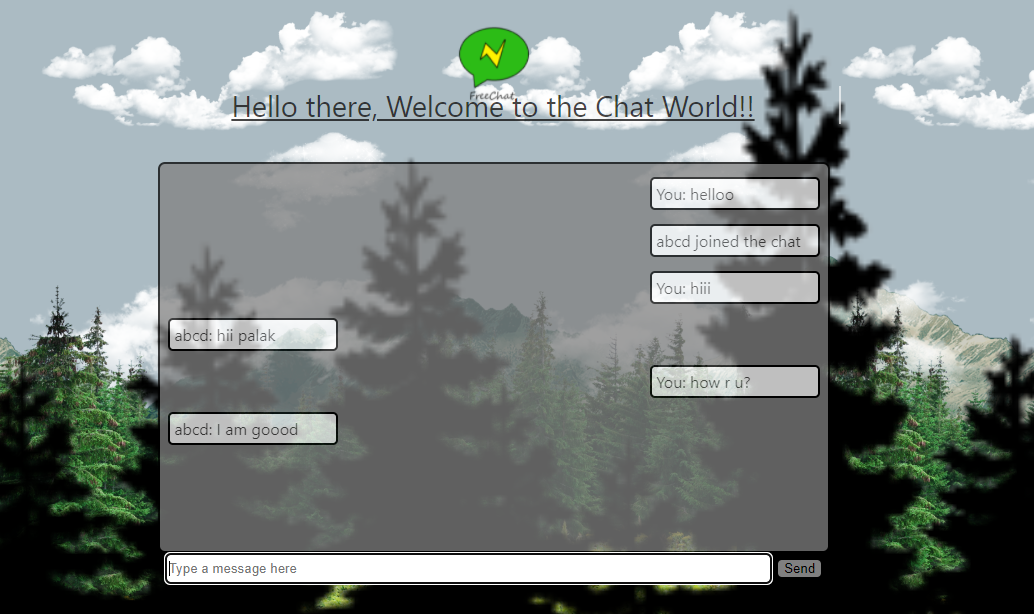 FreeChat
Hello there, Welcome to the Chat World!!
You: helloo
abcd joined the chat
You: hiii
abcd: hii palak
You: how r u?
abcd: I am goood
Type a message here
Send